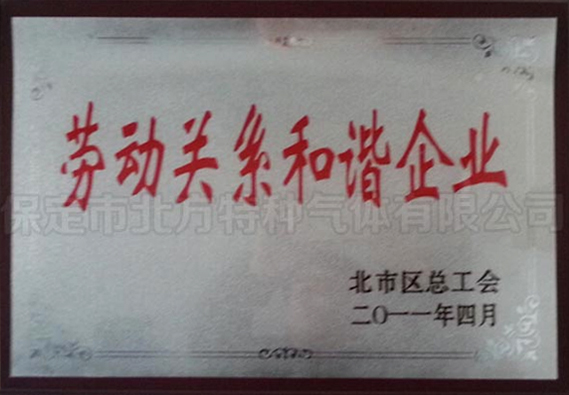 劳动关系和谐企业
保定市北方特种气体有限公司
北市区总工会
二〇一一年四月